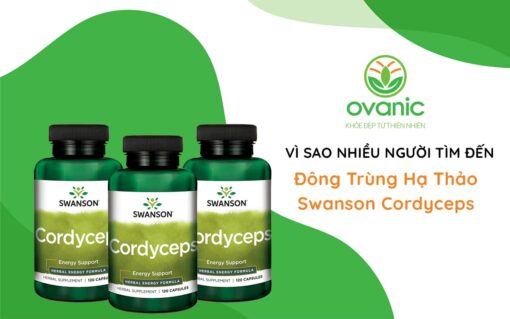 ovanic
KHỎE ĐẸP TỪ THIÊN NHIÊN
VÌ SAO NHIỀU NGƯỜI TÌM ĐẾN
Đông Trùng Hạ Thảo
Swanson Cordyceps
SWANSON
Cordyceps
Energy Support
HERBAL ENERGY FORMULA
HERBAL SUPPLEMENT | 120 CAPSULES
SWANSON
Cordyceps
Energy Support
HERBAL ENERGY FORMULA
HERBAL SUPPLEMENT | 120 CAPSULES
SWANSON
ordyceps
Energy Support
HERBAL ENERGY FORMULA
SUPPLEMENT | 120 CAPSULES